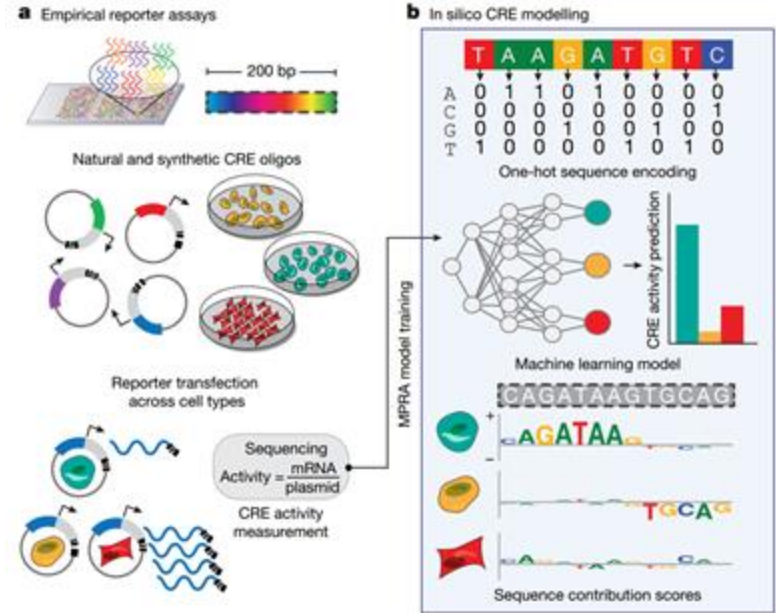 a Empirical reporter assays
200 bp
Natural and synthetic CRE oligos
Reporter transfection
across cell types
Sequencing
Activity = mRNA
plasmid
CRE activity
measurement
MPRA model training
b In silico CRE modelling
T A A G A T G T C
A 0 1 1 0 1 0 0 0 0
C 0 0 0 0 0 0 0 0 1
G 0 0 0 1 0 0 1 0 0
T 1 0 0 0 0 1 0 1 0
One-hot sequence encoding
CRE activity prediction
Machine learning model
CAGATAAGTGCAG
+
–
CAGATAAG
TGCAG
Sequence contribution scores